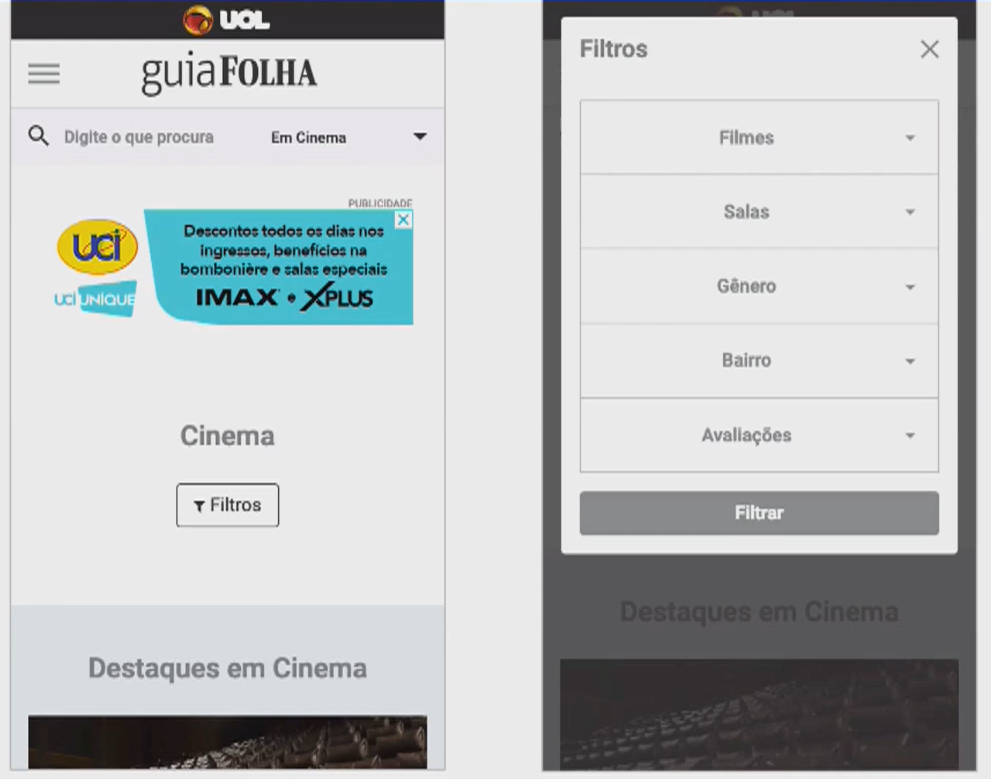 UOL
guiaFOLHA
Digite o que procura
Em Cinema
PUBLICIDADE
uci
UCI UNIQUE
Descontos todos os dias nos
ingressos, benefícios na
bombonière e salas especiais
IMAX e XPLUS
Cinema
Filtros
Destaques em Cinema
UOL
Filtros
Filmes
Salas
Gênero
Bairro
Avaliações
Filtrar
Destaques em Cinema